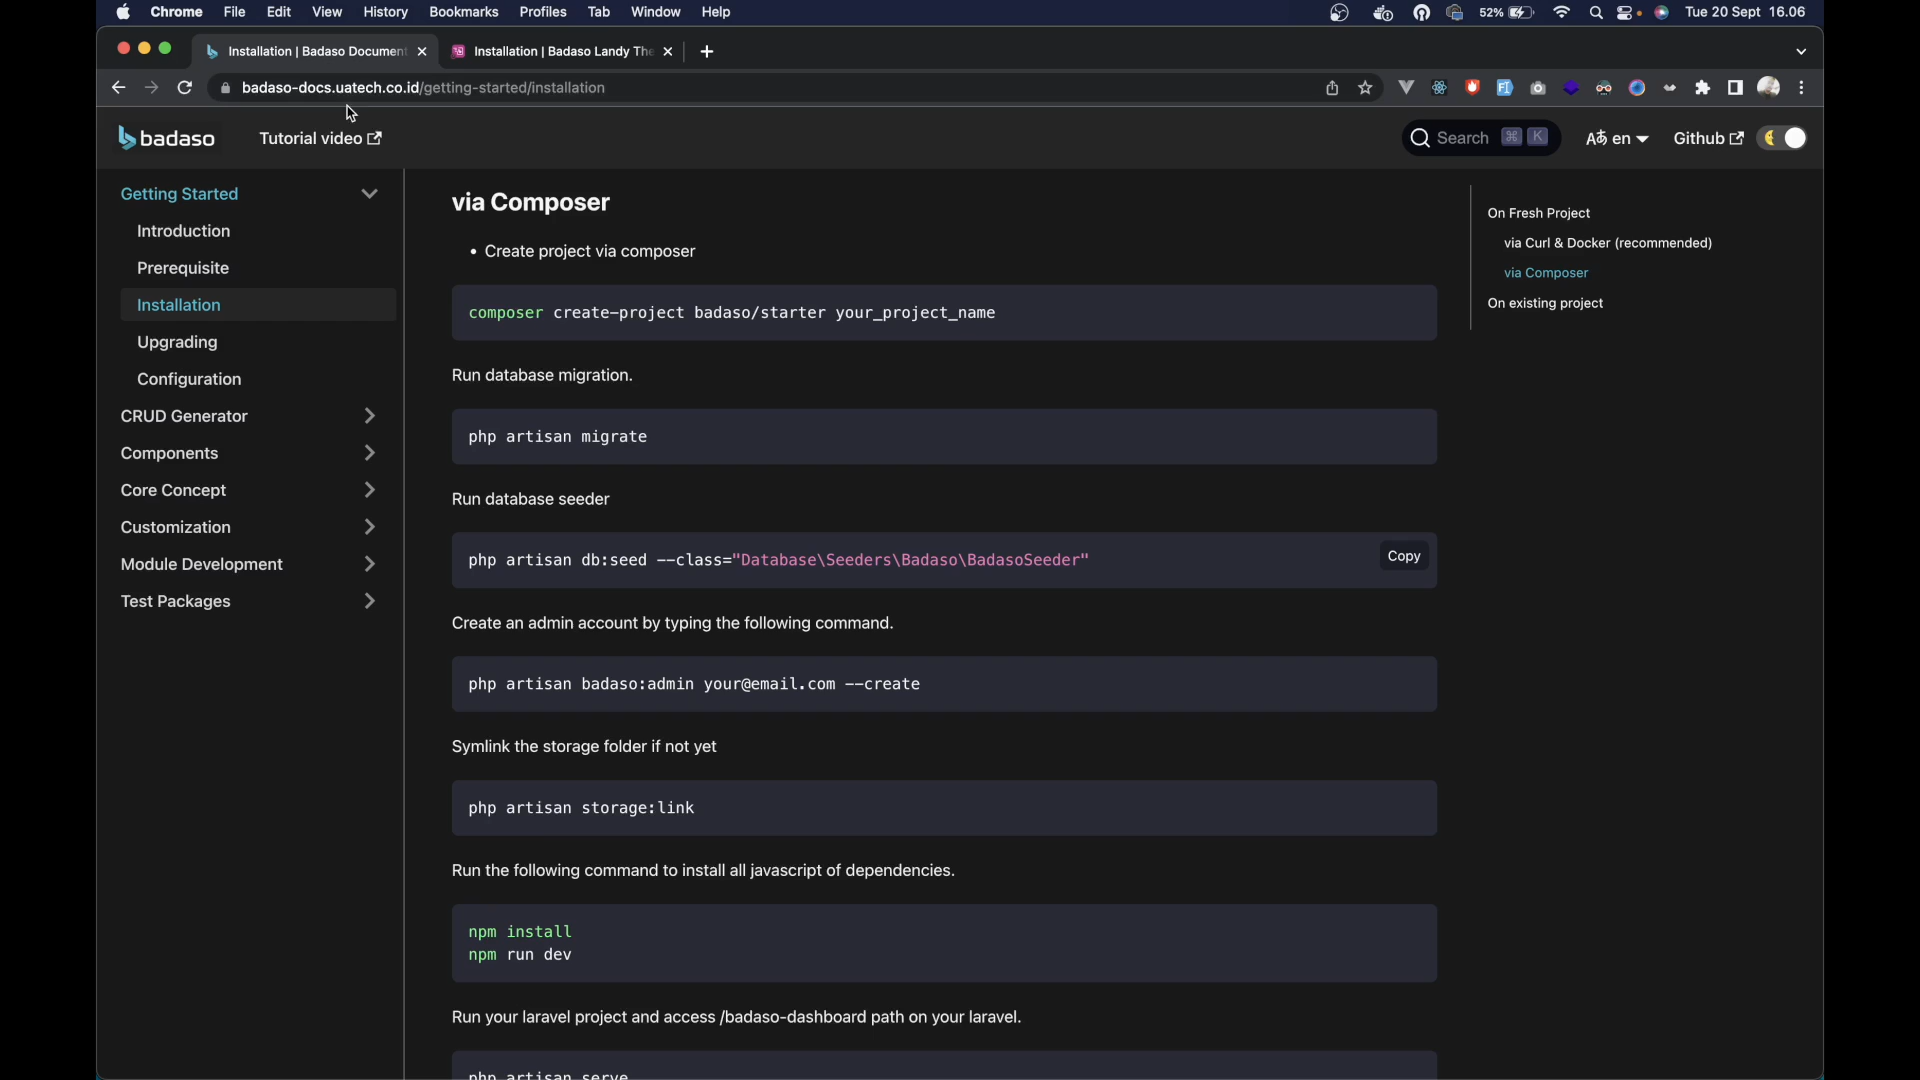 Chrome File Edit View History Bookmarks Profiles Tab Window Help 52% Tue 20 Sept 16.06
Installation | Badaso Document Installation | Badaso Landy The
badaso-docs.uatech.co.id/getting-started/installation
badaso Tutorial video Search ⌘ K en Github
Getting Started
Introduction
Prerequisite
Installation
Upgrading
Configuration
CRUD Generator
Components
Core Concept
Customization
Module Development
Test Packages
via Composer
• Create project via composer
composer create-project badaso/starter your_project_name
Run database migration.
php artisan migrate
Run database seeder
php artisan db:seed --class="Database\Seeders\Badaso\BadasoSeeder"
Copy
Create an admin account by typing the following command.
php artisan badaso:admin your@email.com --create
Symlink the storage folder if not yet
php artisan storage:link
Run the following command to install all javascript of dependencies.
npm install
npm run dev
Run your laravel project and access /badaso-dashboard path on your laravel.
php artisan serve
On Fresh Project
via Curl & Docker (recommended)
via Composer
On existing project